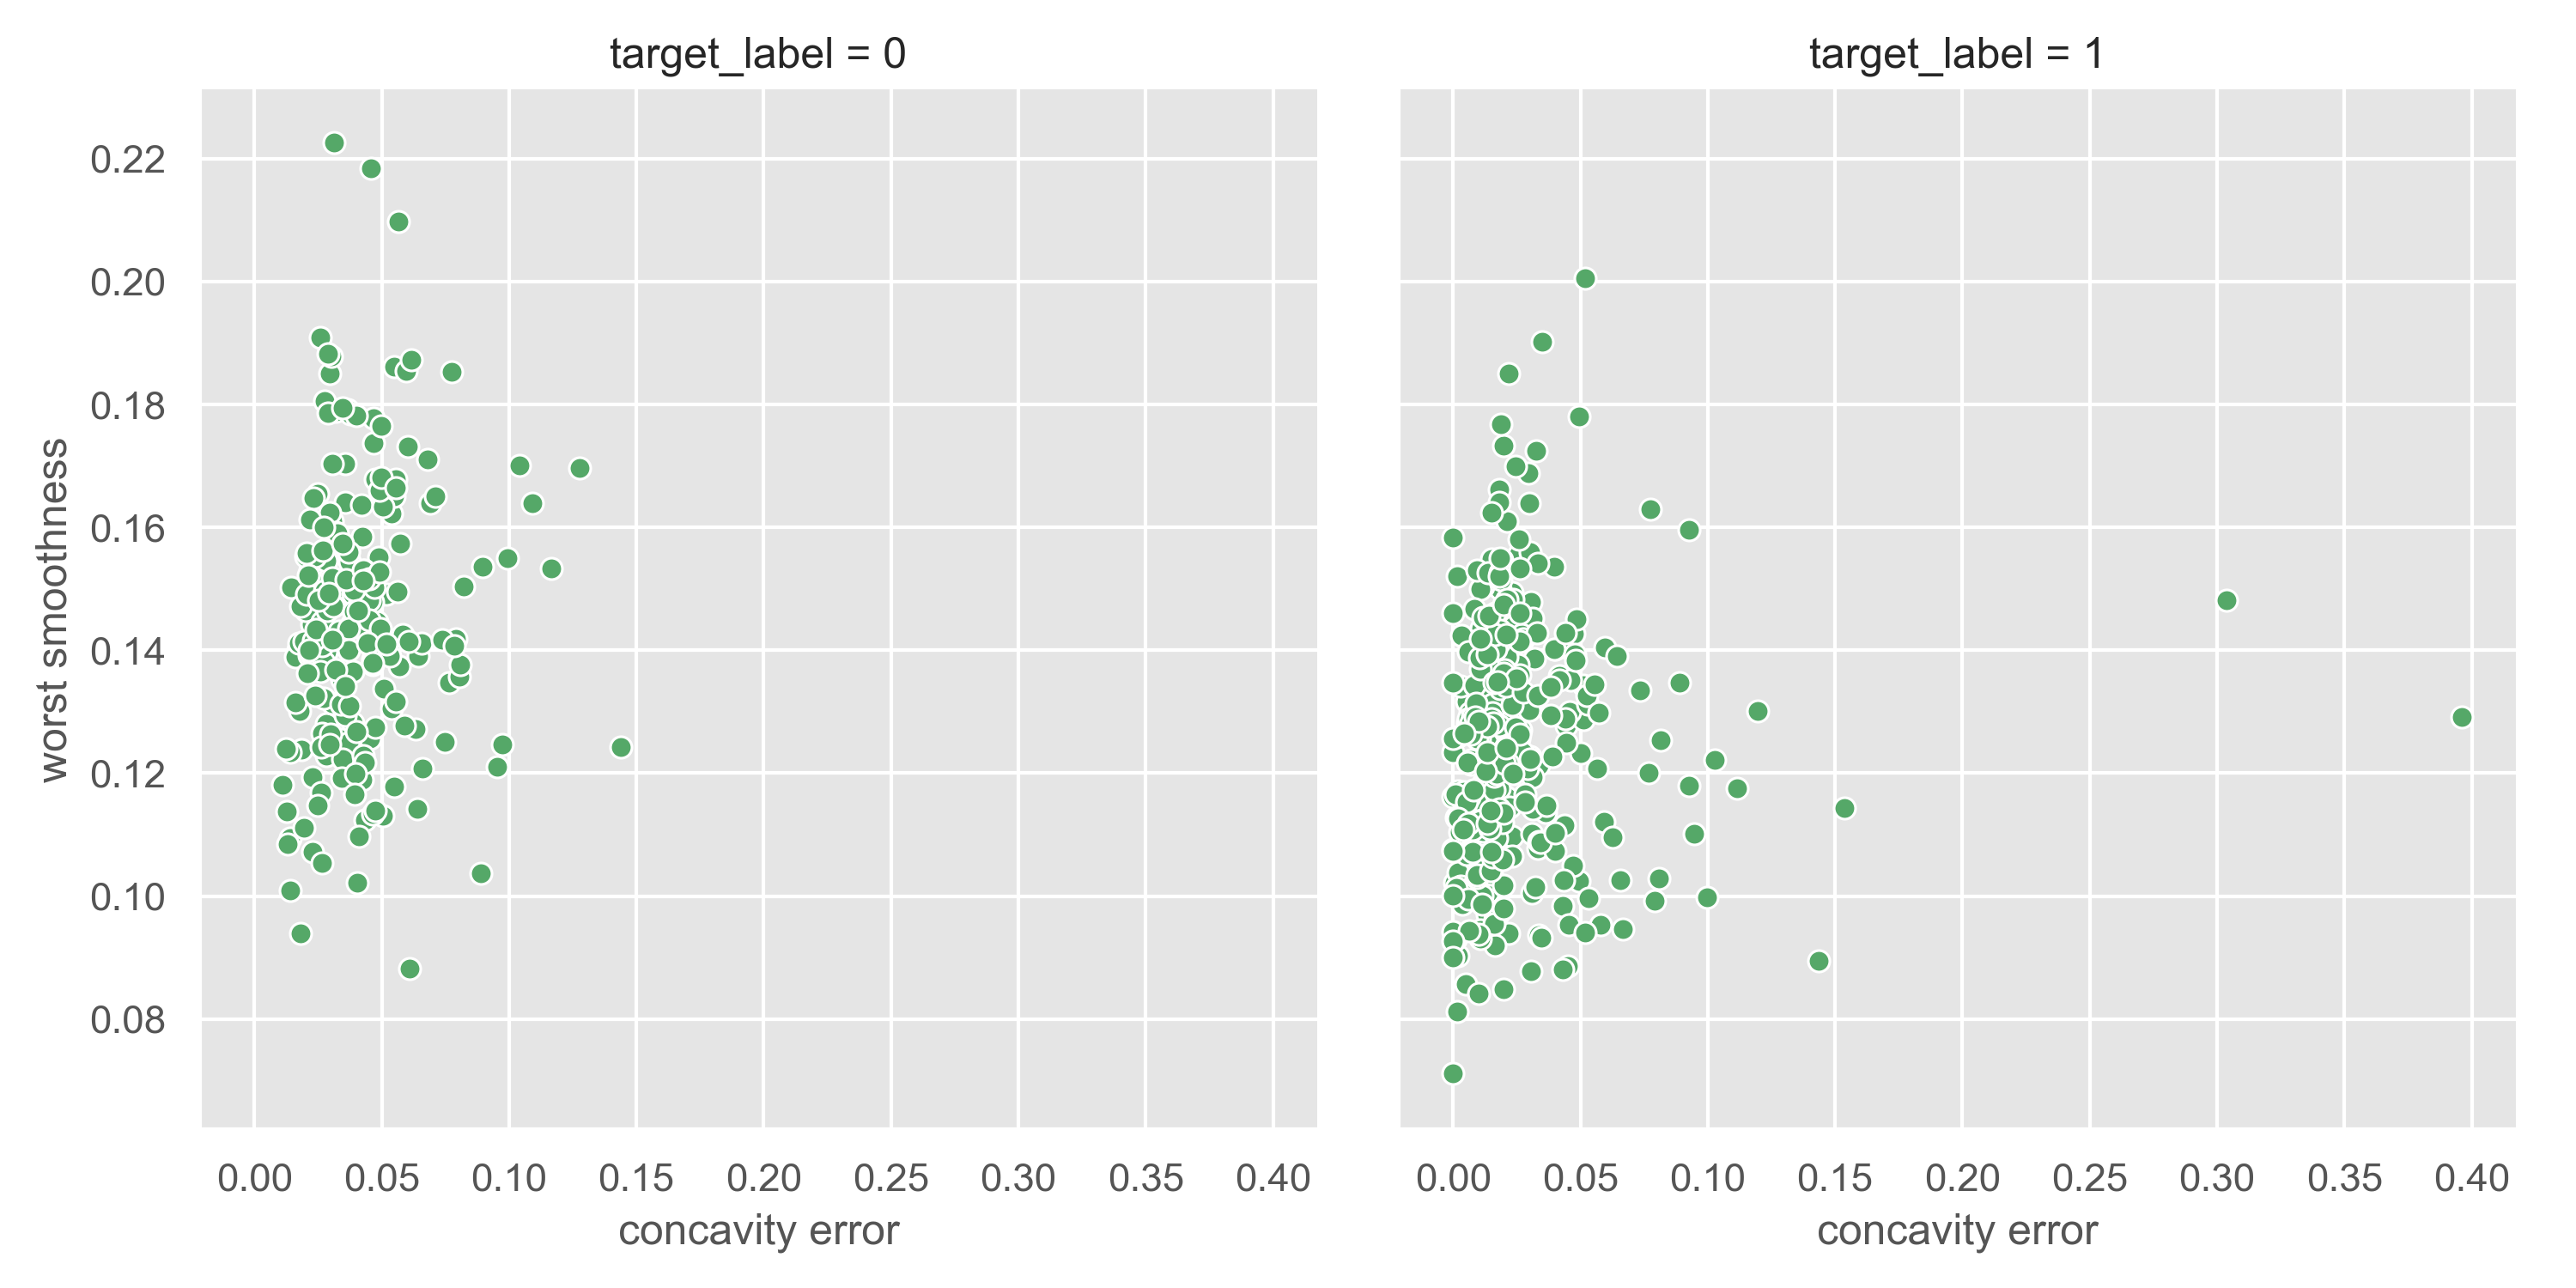 target_label = 0
target_label = 1
worst smoothness
0.22
0.20
0.18
0.16
0.14
0.12
0.10
0.08
0.00 0.05 0.10 0.15 0.20 0.25 0.30 0.35 0.40
0.00 0.05 0.10 0.15 0.20 0.25 0.30 0.35 0.40
concavity error
concavity error